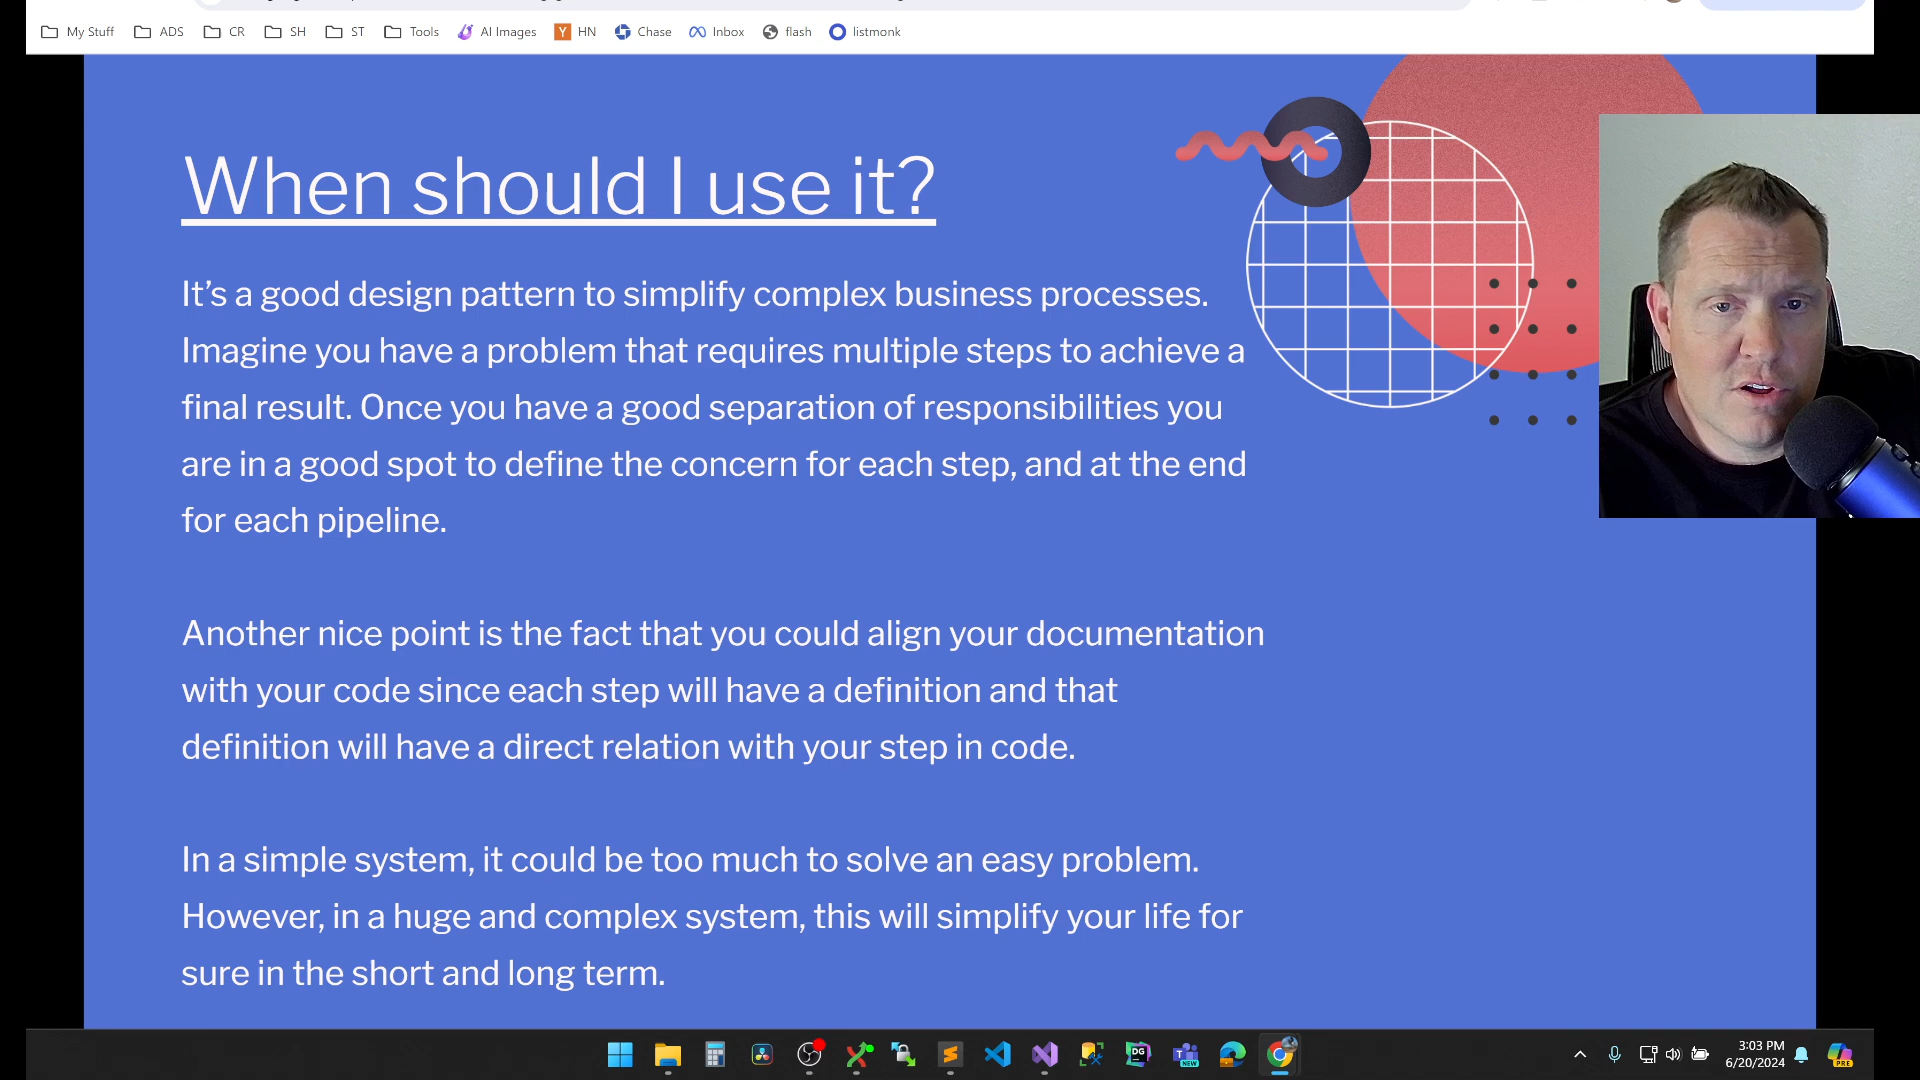 My Stuff ADS CR SH ST Tools AI Images HN Chase Inbox flash listmonk
When should I use it?
It’s a good design pattern to simplify complex business processes.
Imagine you have a problem that requires multiple steps to achieve a
final result. Once you have a good separation of responsibilities you
are in a good spot to define the concern for each step, and at the end
for each pipeline.
Another nice point is the fact that you could align your documentation
with your code since each step will have a definition and that
definition will have a direct relation with your step in code.
In a simple system, it could be too much to solve an easy problem.
However, in a huge and complex system, this will simplify your life for
sure in the short and long term.
3:03 PM
6/20/2024